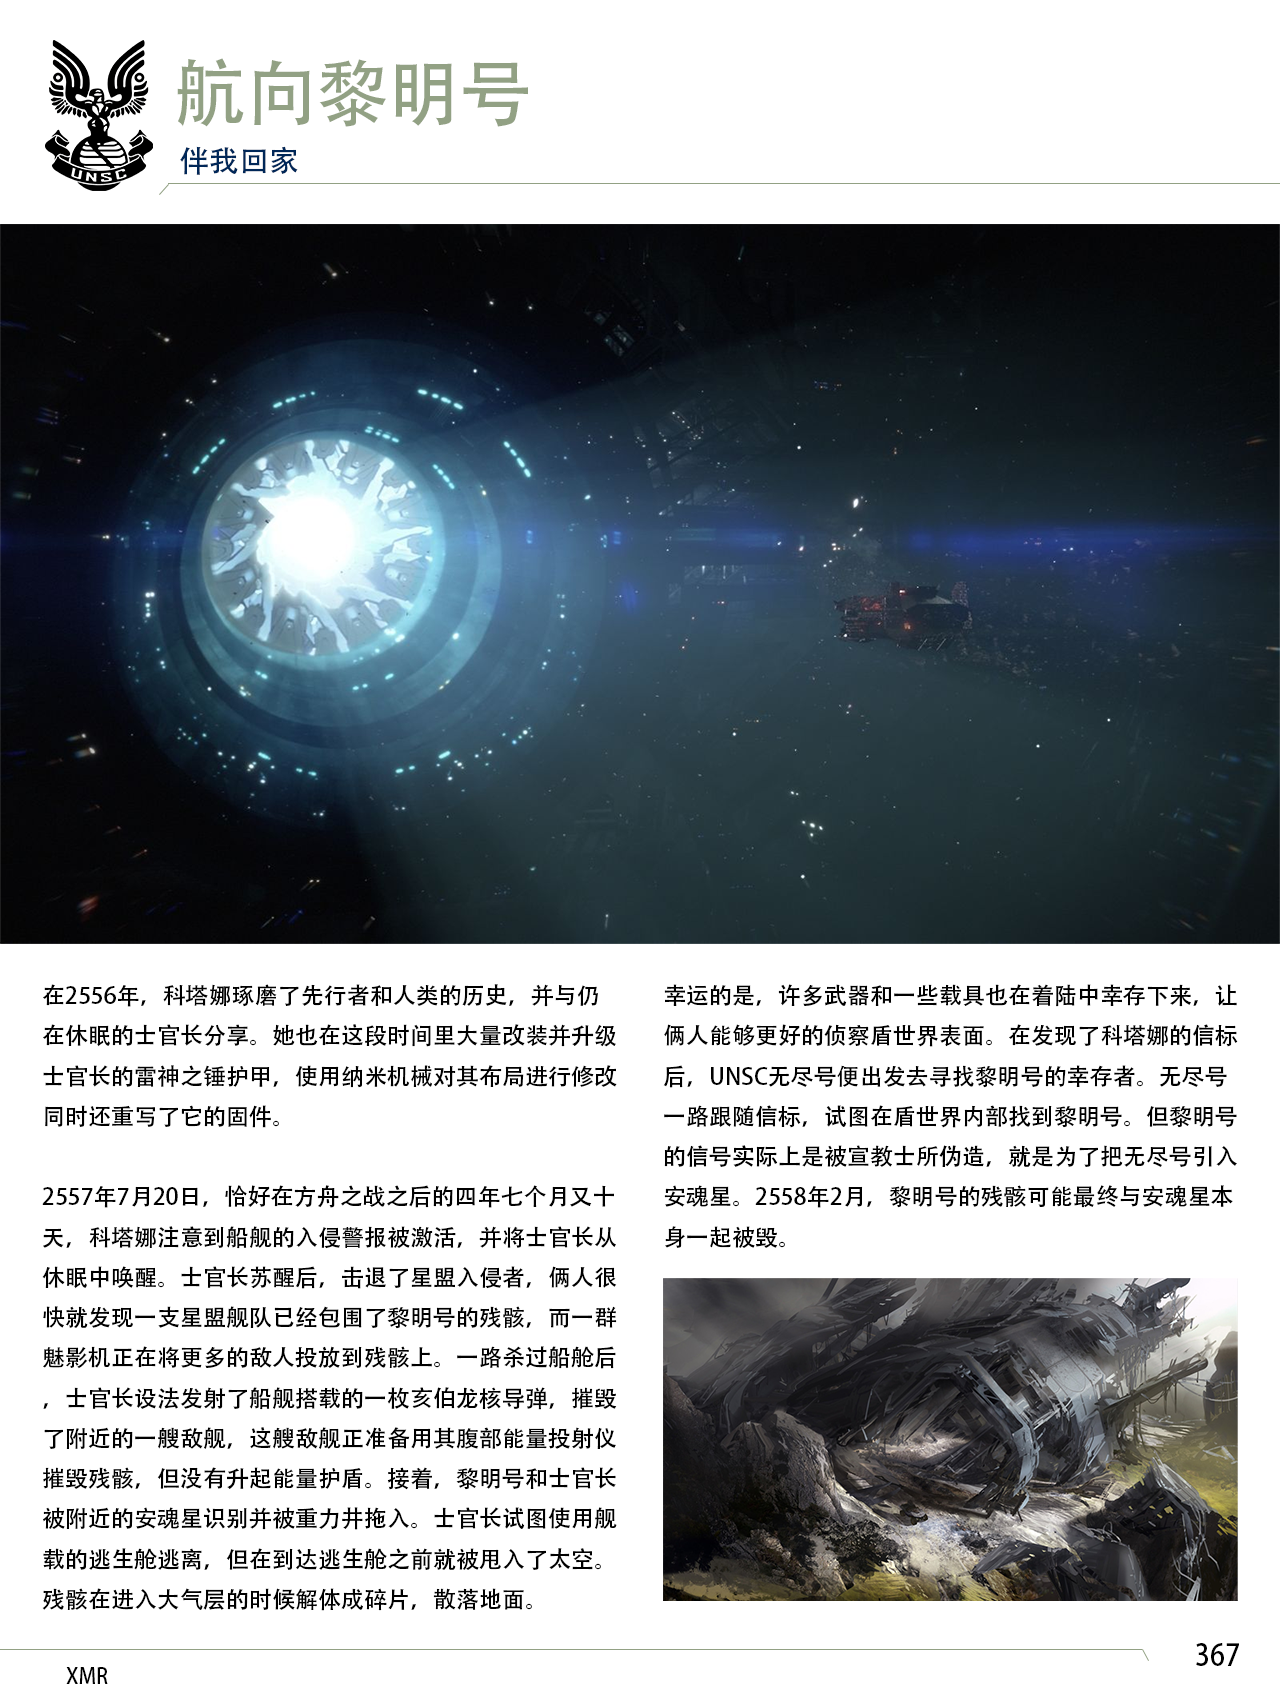 航向黎明号
伴我回家
UNSC
在2556年，科塔娜琢磨了先行者和人类的历史，并与仍
在休眠的士官长分享。她也在这段时间里大量改装并升级
士官长的雷神之锤护甲，使用纳米机械对其布局进行修改
同时还重写了它的固件。
2557年7月20日，恰好在方舟之战之后的四年七个月又十
天，科塔娜注意到船舰的入侵警报被激活，并将士官长从
休眠中唤醒。士官长苏醒后，击退了星盟入侵者，俩人很
快就发现一支星盟舰队已经包围了黎明号的残骸，而一群
魅影机正在将更多的敌人投放到残骸上。一路杀过船舱后
，士官长设法发射了船舰搭载的一枚亥伯龙核导弹，摧毁
了附近的一艘敌舰，这艘敌舰正准备用其腹部能量投射仪
摧毁残骸，但没有升起能量护盾。接着，黎明号和士官长
被附近的安魂星识别并被重力井拖入。士官长试图使用舰
载的逃生舱逃离，但在到达逃生舱之前就被甩入了太空。
残骸在进入大气层的时候解体成碎片，散落地面。
幸运的是，许多武器和一些载具也在着陆中幸存下来，让
俩人能够更好的侦察盾世界表面。在发现了科塔娜的信标
后，UNSC无尽号便出发去寻找黎明号的幸存者。无尽号
一路跟随信标，试图在盾世界内部找到黎明号。但黎明号
的信号实际上是被宣教士所伪造，就是为了把无尽号引入
安魂星。2558年2月，黎明号的残骸可能最终与安魂星本
身一起被毁。
XMR
367